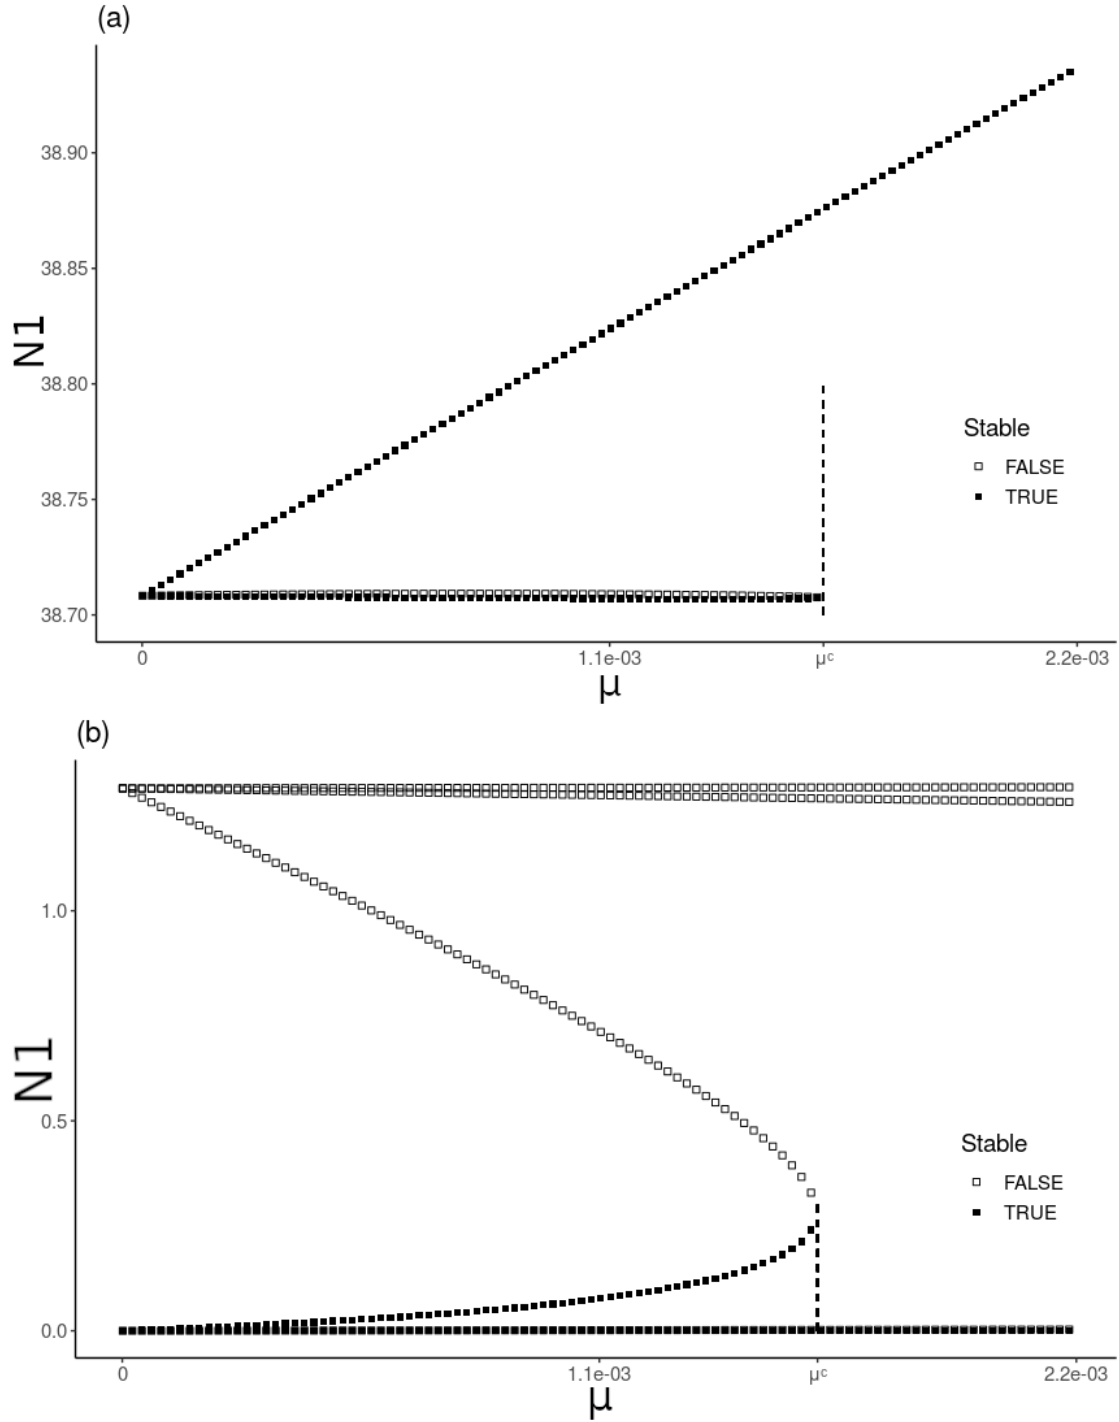 (a)
38.90
38.85
38.80
38.75
38.70
N1
Stable
FALSE
TRUE
0
1.1e-03
μᶜ
2.2e-03
μ
(b)
1.0
0.5
0.0
N1
Stable
FALSE
TRUE
0
1.1e-03
μᶜ
2.2e-03
μ